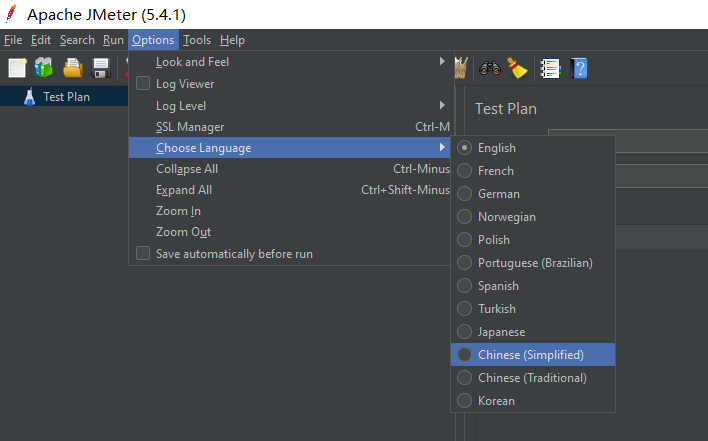 Apache JMeter (5.4.1)
File Edit Search Run Options Tools Help
Look and Feel
Log Viewer
Log Level
SSL Manager Ctrl-M
Choose Language
Collapse All Ctrl-Minus
Expand All Ctrl+Shift-Minus
Zoom In
Zoom Out
Save automatically before run
Test Plan
Test Plan
English
French
German
Norwegian
Polish
Portuguese (Brazilian)
Spanish
Turkish
Japanese
Chinese (Simplified)
Chinese (Traditional)
Korean